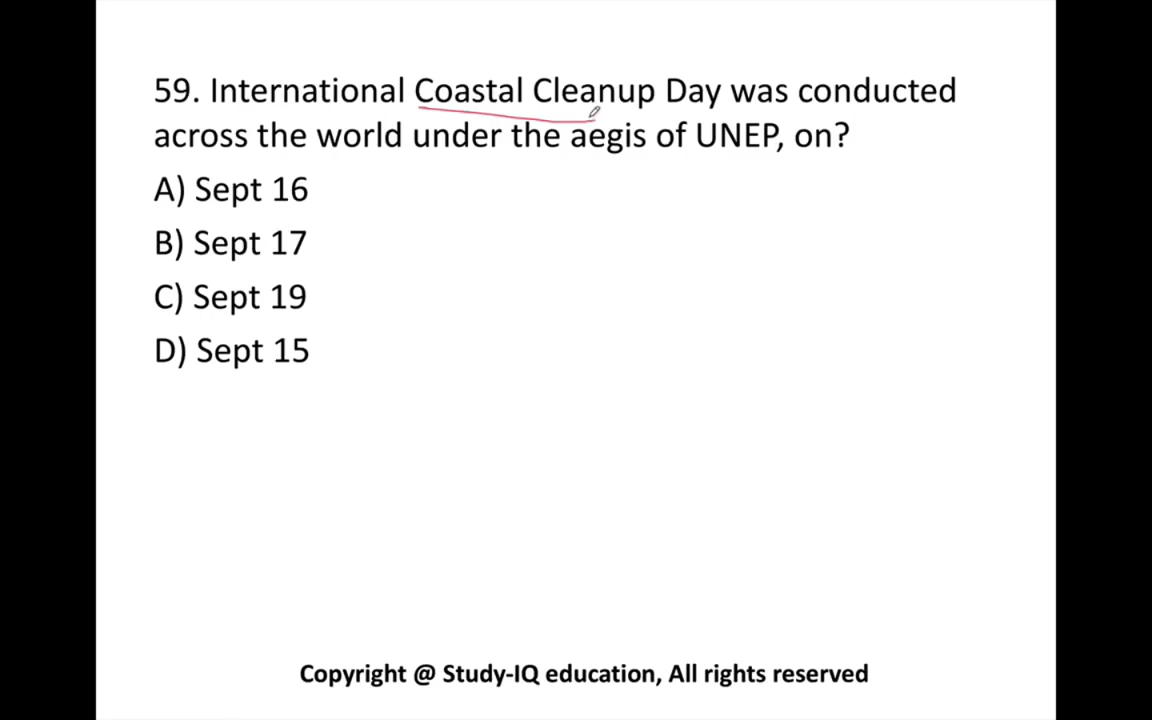 59. International Coastal Cleanup Day was conducted
across the world under the aegis of UNEP, on?
A) Sept 16
B) Sept 17
C) Sept 19
D) Sept 15
Copyright @ Study-IQ education, All rights reserved